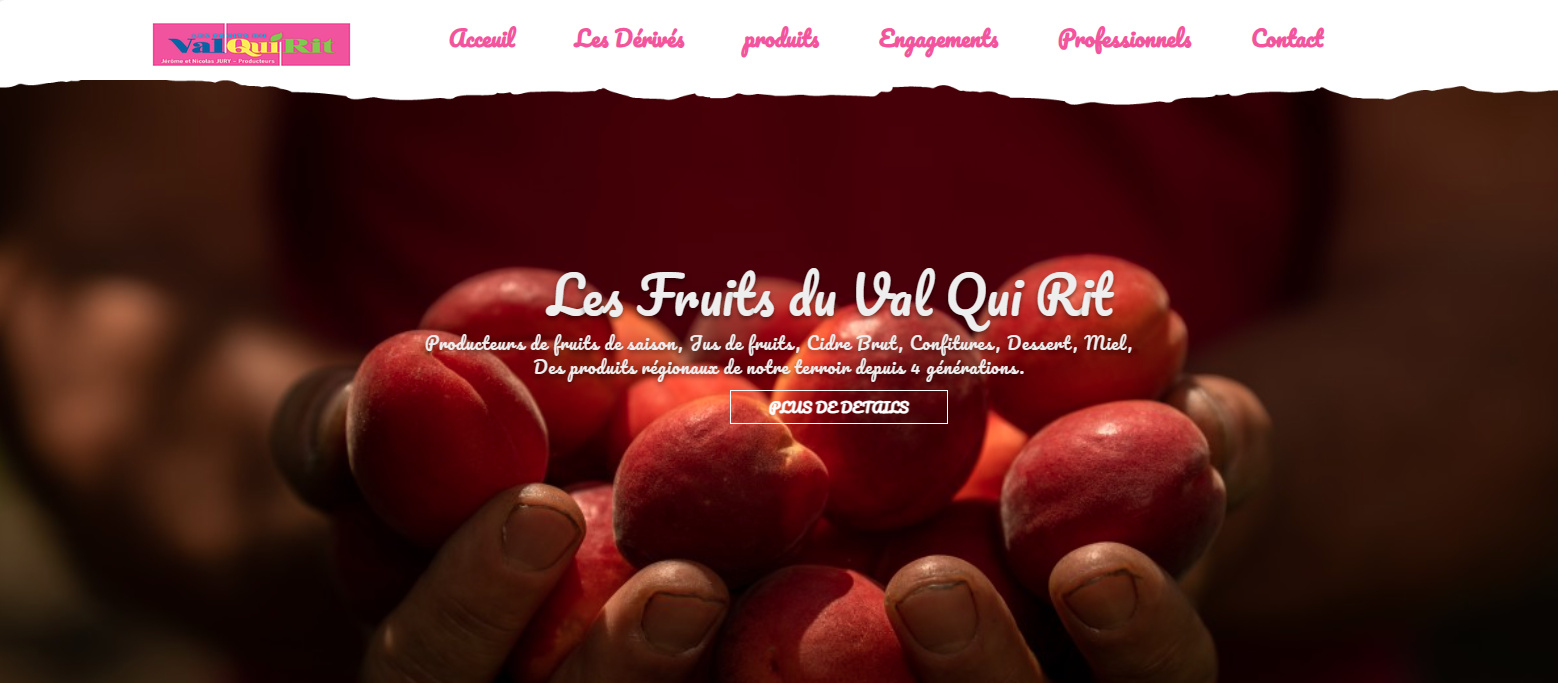 Val Qui Rit
Jérôme et Nicolas JURY – Producteurs
Acceuil
Les Dérivés
produits
Engagements
Professionnels
Contact
Les Fruits du Val Qui Rit
Producteurs de fruits de saison, Jus de fruits, Cidre Brut, Confitures, Dessert, Miel,
Des produits régionaux de notre terroir depuis 4 générations.
PLUS DE DETAILS